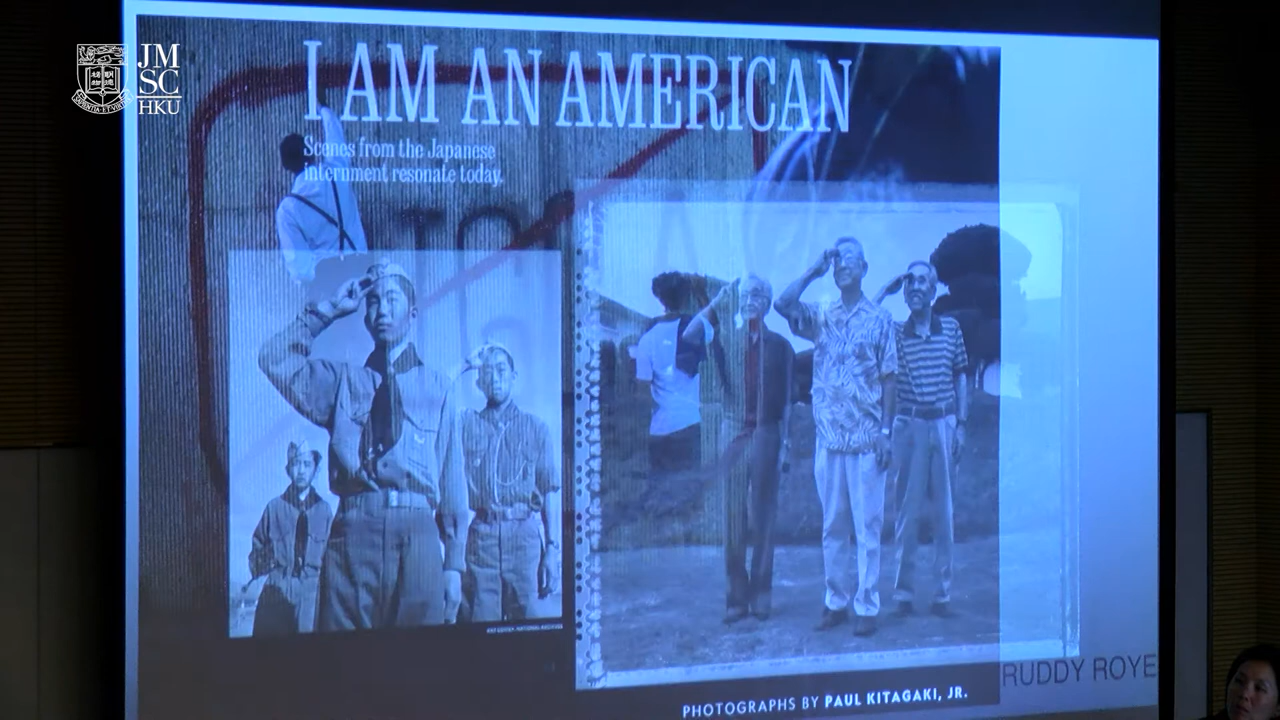 JM
SC
HKU
I AM AN AMERICAN
Scenes from the Japanese
internment resonate today.
PHOTOGRAPHS BY PAUL KITAGAKI, JR.
RUDDY ROYE